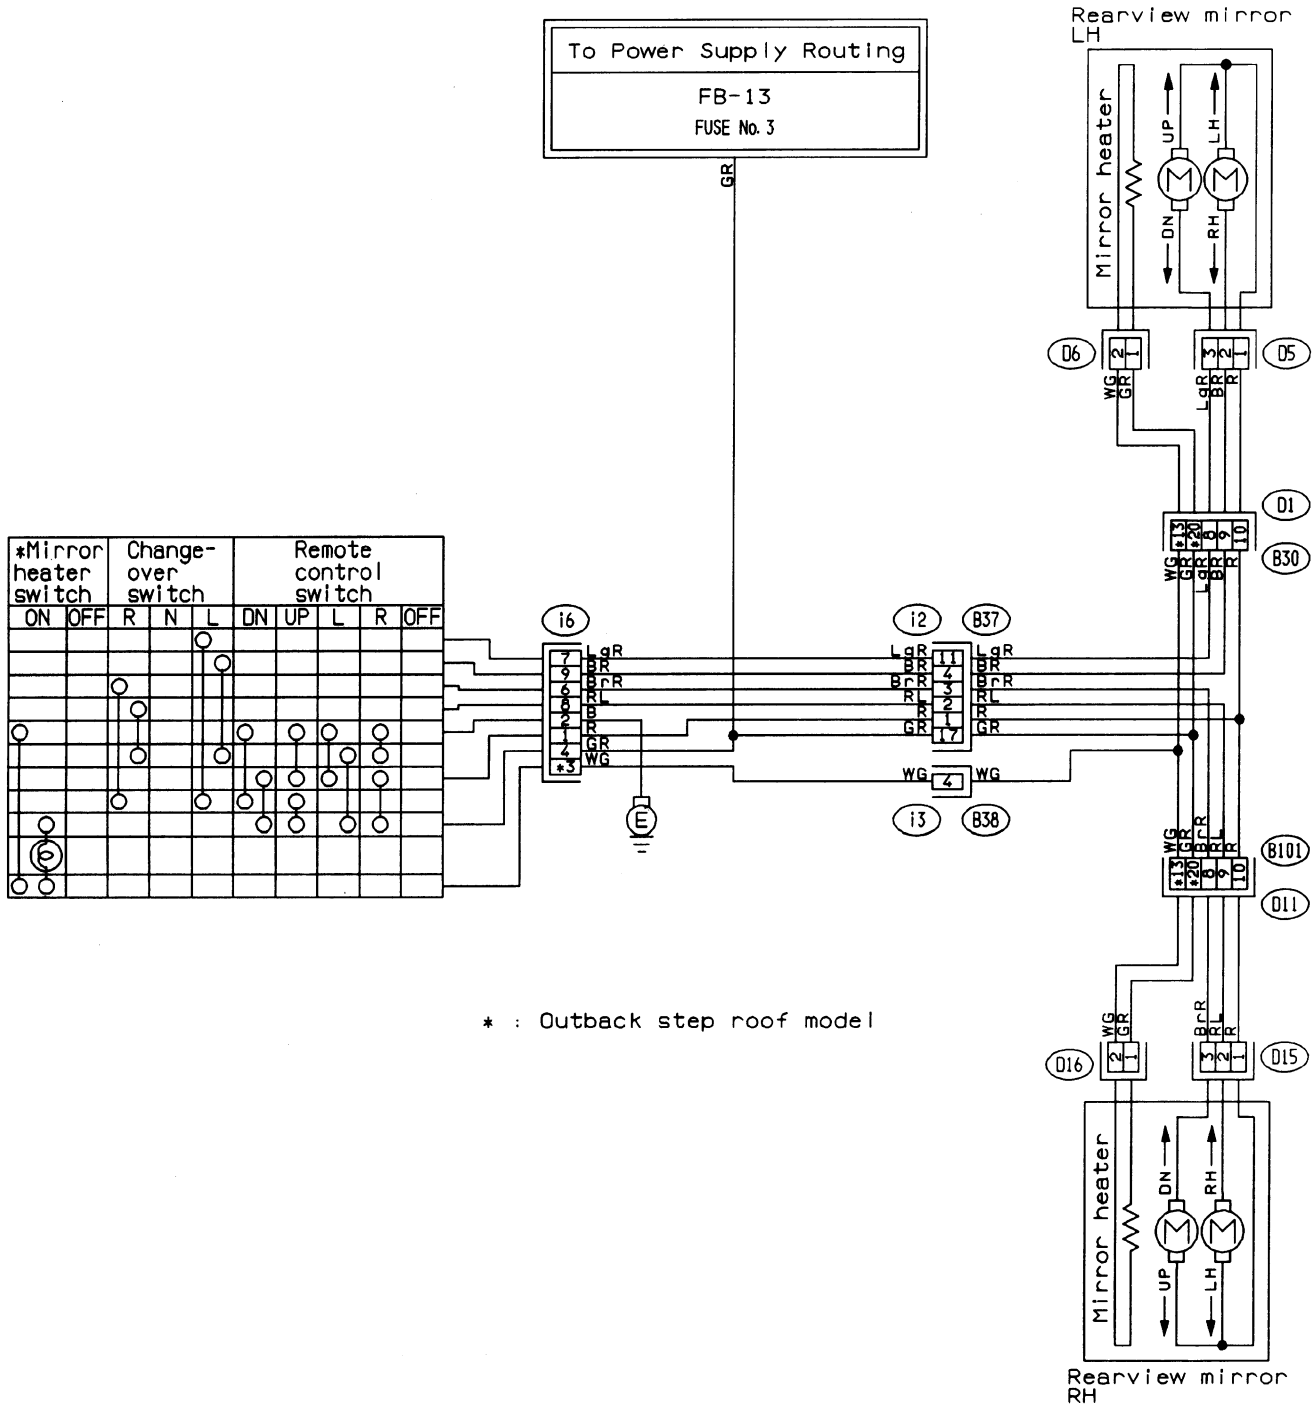 Rearview mirror
LH
To Power Supply Routing
FB-13
FUSE No. 3
GR
Mirror heater
UP
LH
DN
RH
D6
2
1
3
2
1
D5
WG
GR
LgR
BR
R
D1
*13
*20
8
9
10
B30
WG
GR
LgR
BR
R
*Mirror heater switch
Change-over switch
Remote control switch
ON
OFF
R
N
L
DN
UP
L
R
OFF
i6
i2
B37
7
LgR
LgR
11
LgR
9
BR
BR
4
BR
6
BrR
BrR
3
BrR
8
RL
RL
2
RL
2
B
1
R
R
1
R
4
GR
GR
17
GR
*3
WG
WG
4
WG
i3
B38
E
WG
GR
BrR
RL
R
B101
*13
*20
8
9
10
D11
* : Outback step roof model
WG
GR
BrR
RL
R
D16
2
1
3
2
1
D15
Mirror heater
DN
RH
M
M
UP
LH
Rearview mirror
RH